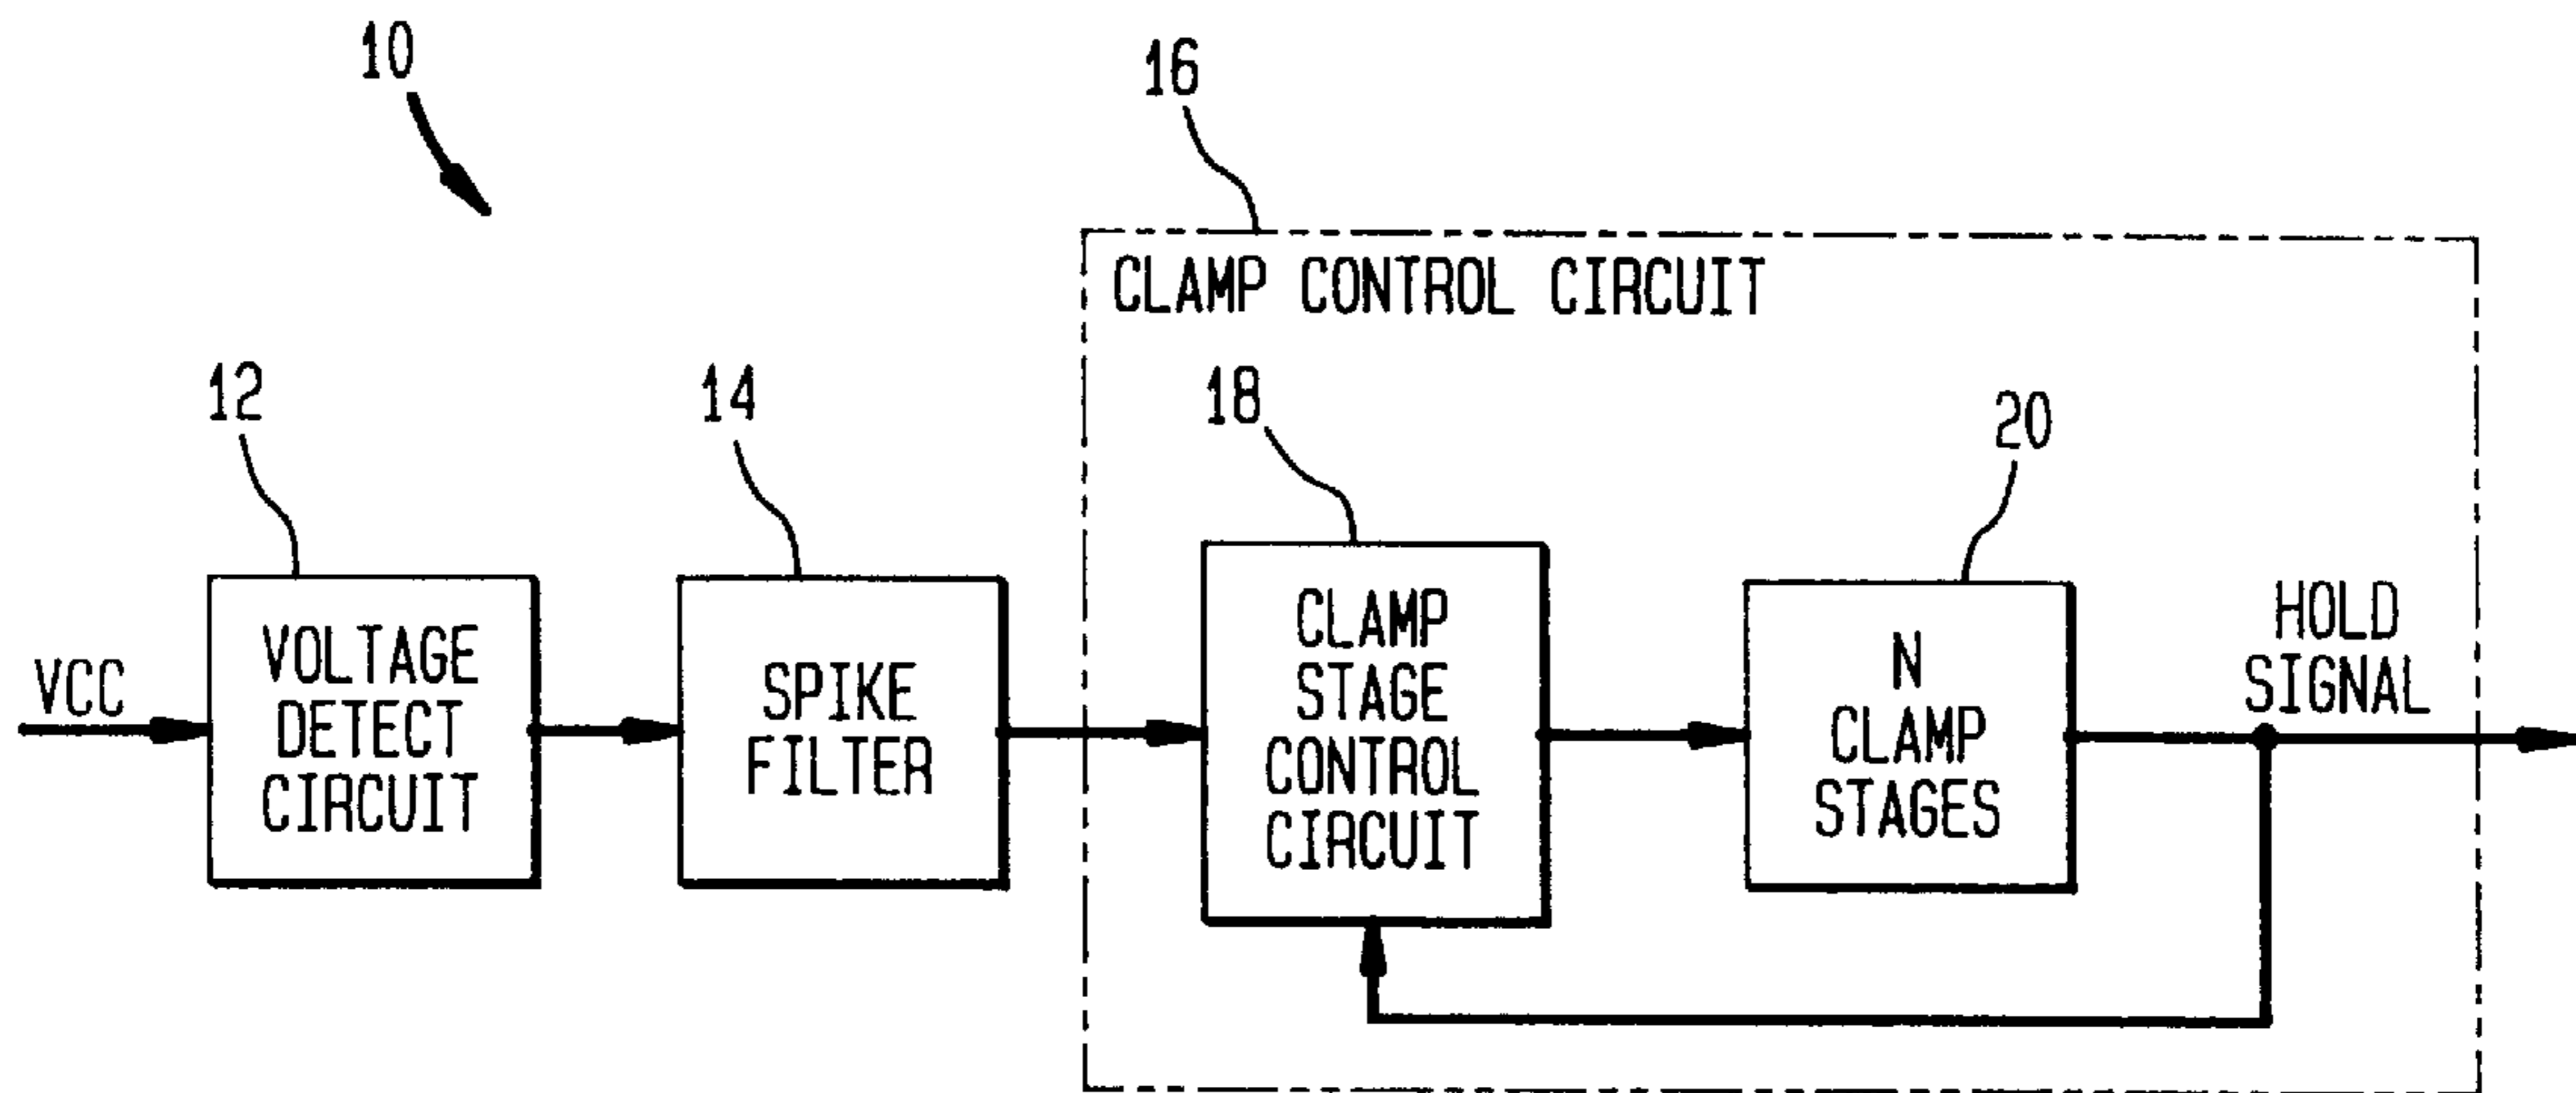 10
16
CLAMP CONTROL CIRCUIT
12
14
18
20
VCC
VOLTAGE
DETECT
CIRCUIT
SPIKE
FILTER
CLAMP
STAGE
CONTROL
CIRCUIT
N
CLAMP
STAGES
HOLD
SIGNAL